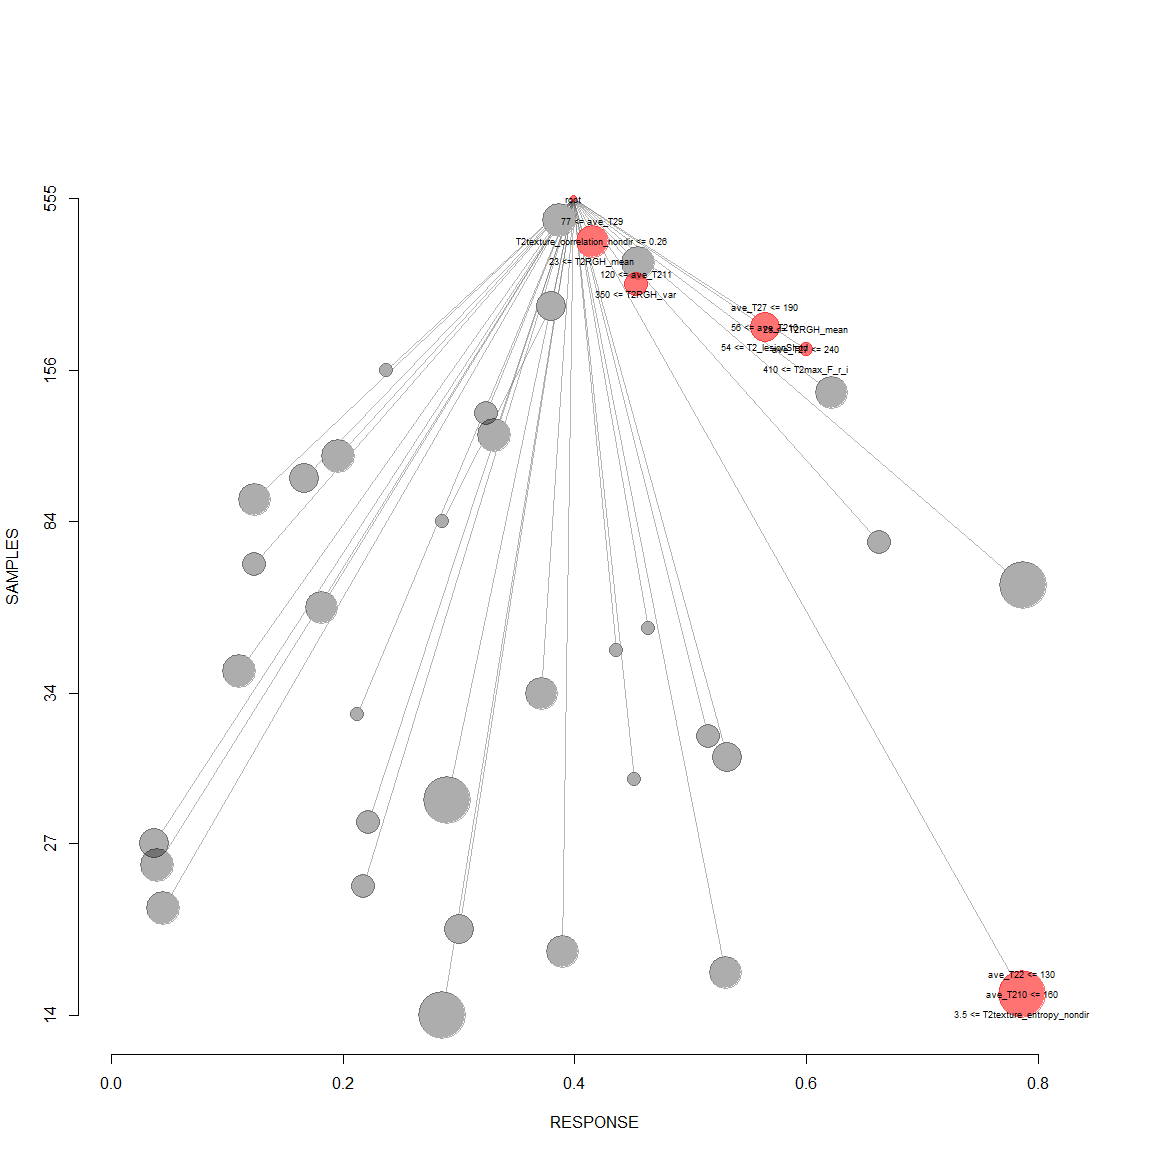 555
root
77 <= ave_T29
T2texture_correlation_nondir <= 0.26
23 <= T2RGH_mean
120 <= ave_T211
350 <= T2RGH_var
ave_T27 <= 190
T2RGH_mean
54 <= T2_lesionSI
ave_T27 <= 240
410 <= T2max_F_r_i
156
84
SAMPLES
34
27
14
ave_T22 <= 130
ave_T210 <= 160
3.5 <= T2texture_entropy_nondir
0.0
0.2
0.4
0.6
0.8
RESPONSE